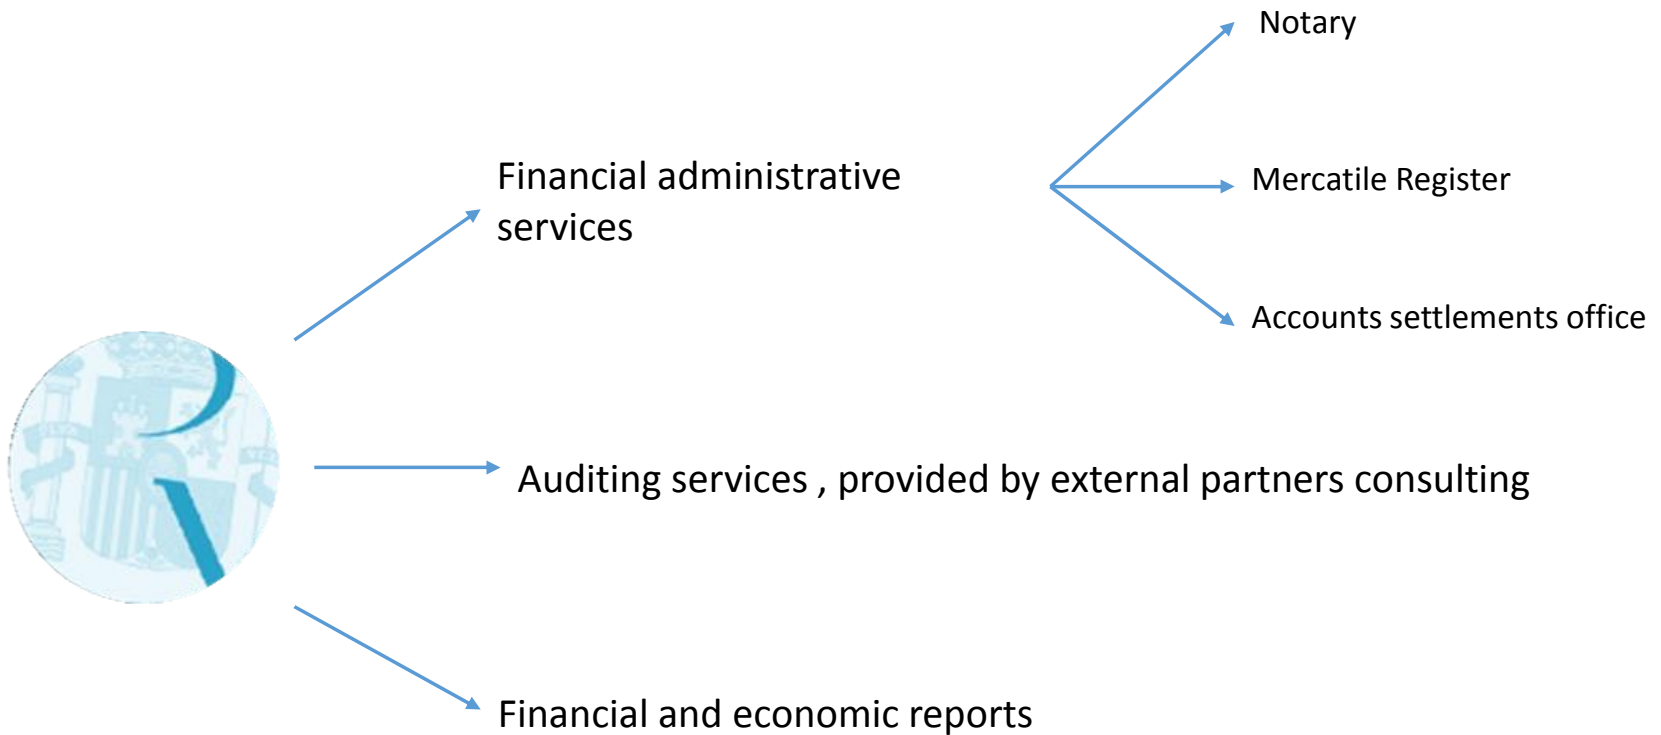 Notary
Financial administrative
services
Mercatile Register
Accounts settlements office
Auditing services , provided by external partners consulting
Financial and economic reports